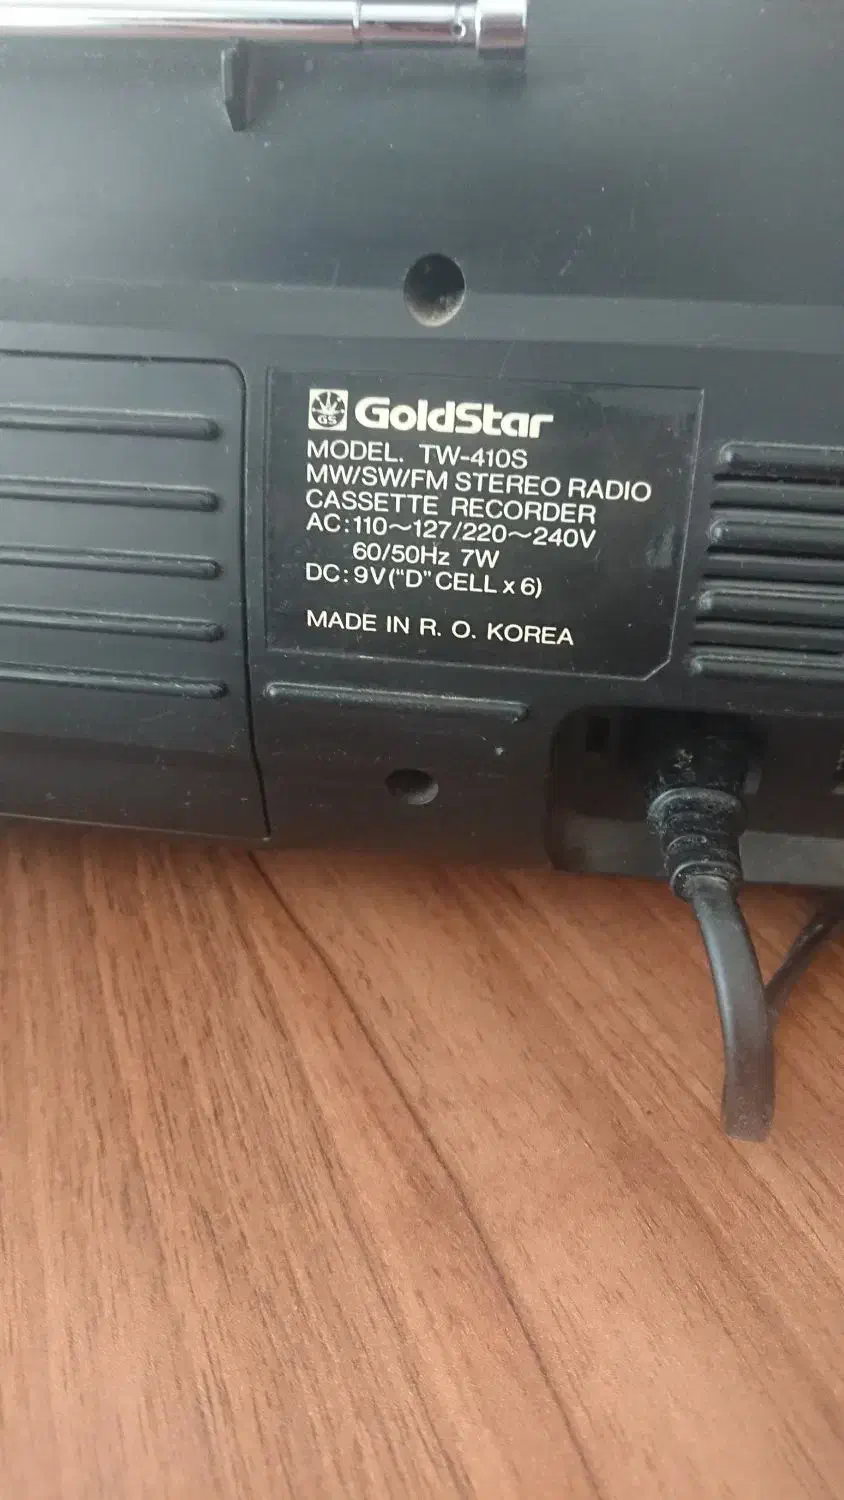 GS GoldStar
MODEL. TW-410S
MW/SW/FM STEREO RADIO
CASSETTE RECORDER
AC:110~127/220~240V
60/50Hz 7W
DC:9V("D"CELL x 6)
MADE IN R. O. KOREA